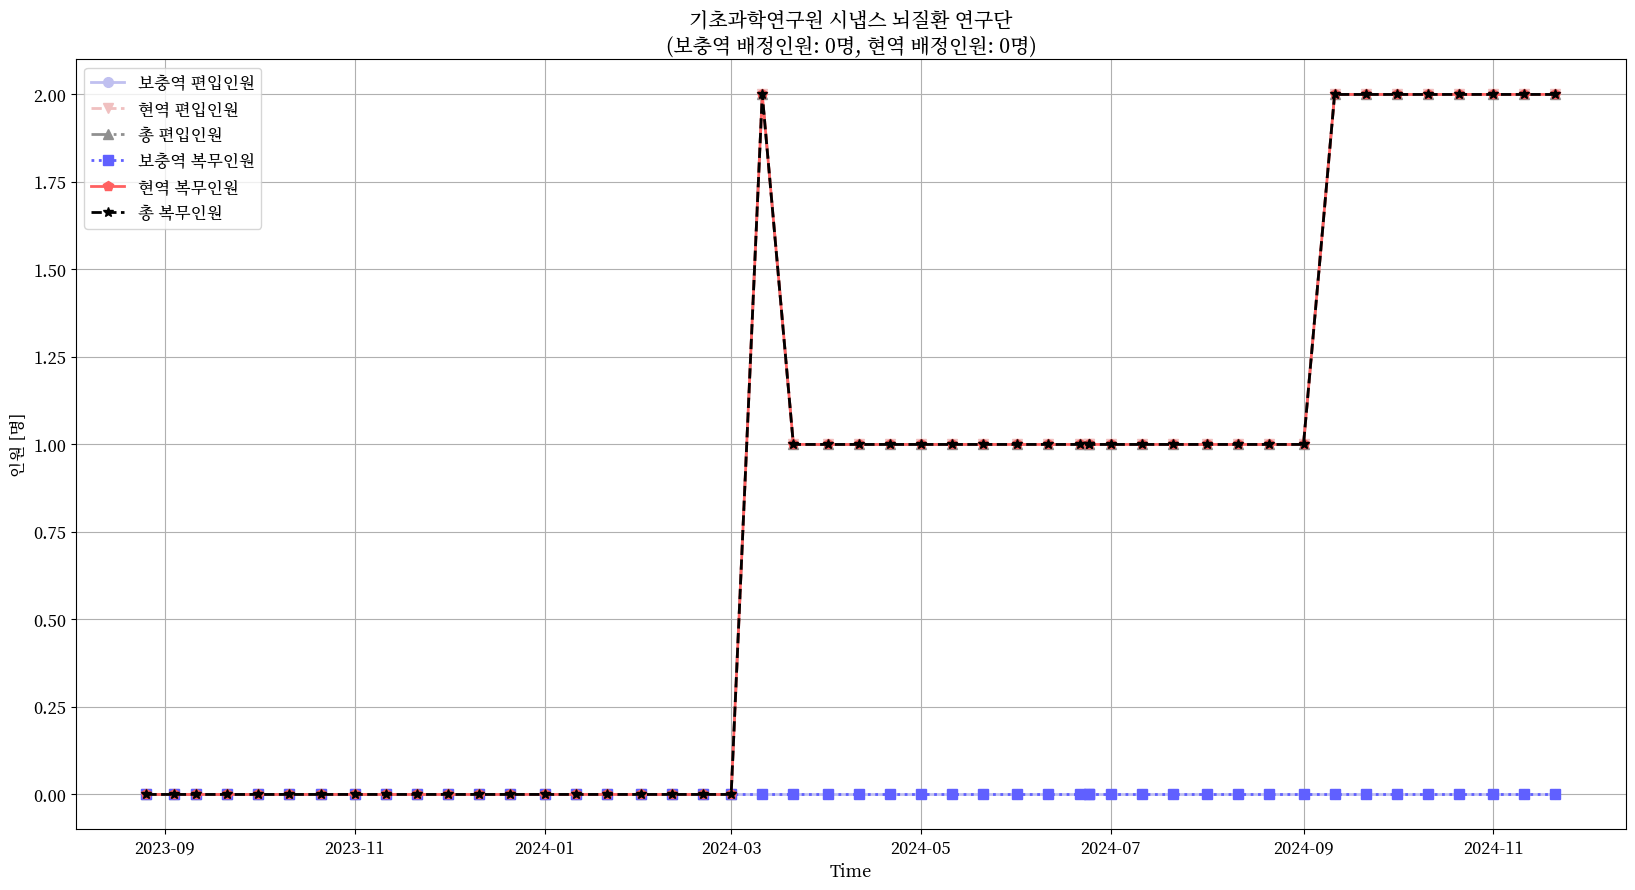 기초과학연구원 시냅스 뇌질환 연구단
(보충역 배정인원: 0명, 현역 배정인원: 0명)
보충역 편입인원
현역 편입인원
총 편입인원
보충역 복무인원
현역 복무인원
총 복무인원
인원 [명]
2.00
1.75
1.50
1.25
1.00
0.75
0.50
0.25
0.00
2023-09
2023-11
2024-01
2024-03
2024-05
2024-07
2024-09
2024-11
Time